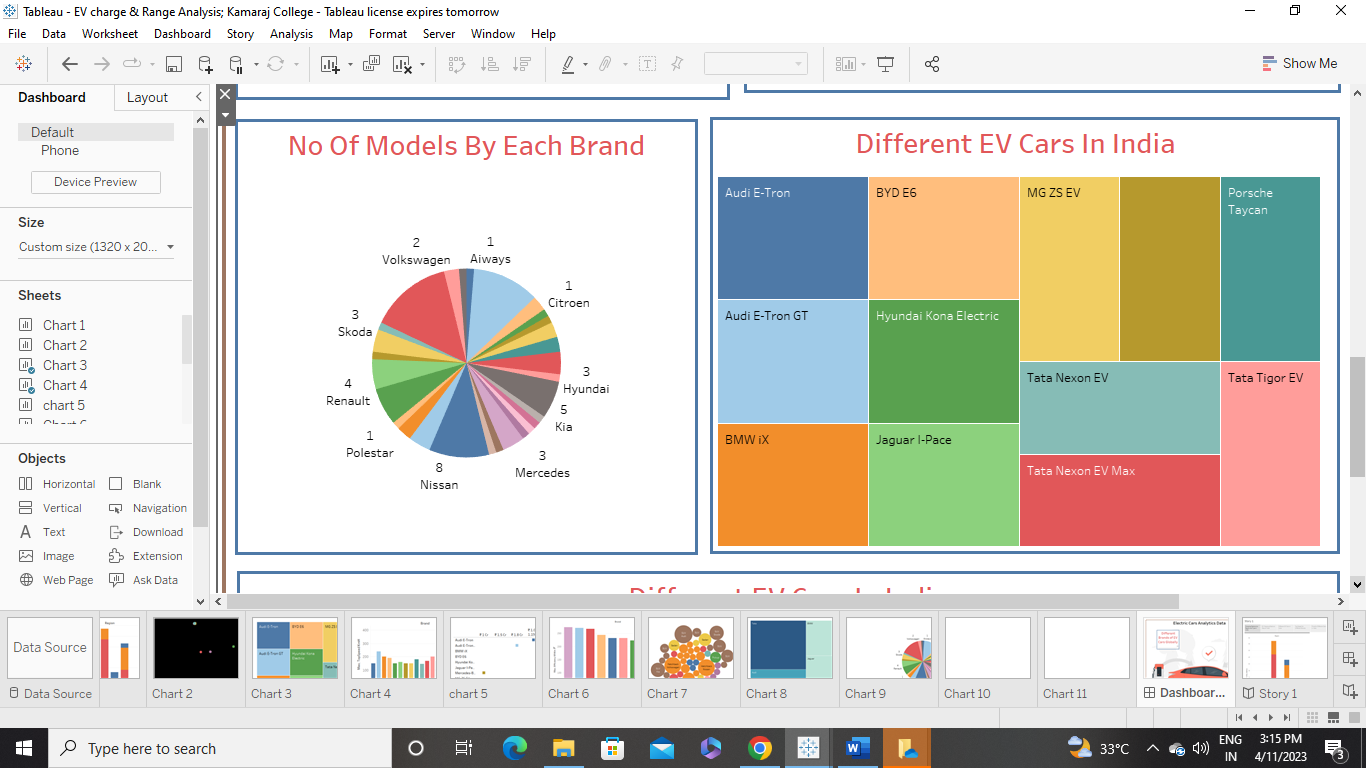 Tableau - EV charge & Range Analysis; Kamaraj College - Tableau license expires tomorrow
File Data Worksheet Dashboard Story Analysis Map Format Server Window Help
Show Me
Dashboard Layout
Default
Phone
Device Preview
Size
Custom size (1320 x 20...
Sheets
Chart 1
Chart 2
Chart 3
Chart 4
chart 5
Objects
Horizontal Blank
Vertical Navigation
Text Download
Image Extension
Web Page Ask Data
No Of Models By Each Brand
2
Volkswagen
1
Aiways
1
Citroen
3
Skoda
3
Hyundai
4
Renault
5
Kia
1
Polestar
3
Mercedes
8
Nissan
Different EV Cars In India
Audi E-Tron
BYD E6
MG ZS EV
Porsche
Taycan
Audi E-Tron GT
Hyundai Kona Electric
Tata Nexon EV
Tata Tigor EV
BMW iX
Jaguar I-Pace
Tata Nexon EV Max
Data Source
Electric Cars Analytics Data
Data Source Chart 2 Chart 3 Chart 4 chart 5 Chart 6 Chart 7 Chart 8 Chart 9 Chart 10 Chart 11 Dashboar... Story 1
Type here to search
33°C
ENG
IN
3:15 PM
4/11/2023
3